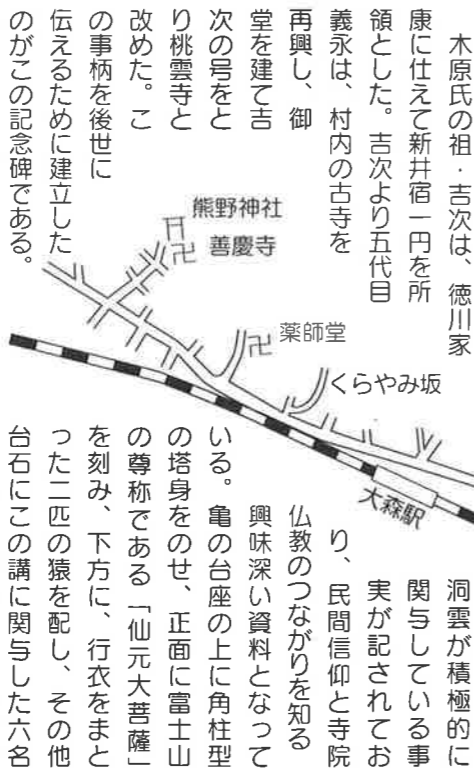 木原氏の祖・吉次は、徳川家
康に仕えて新井宿一円を所
領とした。吉次より五代目
義永は、村内の古寺を
再興し、御
堂を建て吉
次の号をと
り桃雲寺と
改めた。こ
の事柄を後世に
伝えるために建立した
のがこの記念碑である。
熊野神社
善慶寺
薬師堂
くらやみ坂
大森駅
洞雲が積極的に
関与している事
実が記されてお
り、民間信仰と寺院
仏教のつながりを知る
興味深い資料となって
いる。亀の台座の上に角柱型
の塔身をのせ、正面に富士山
の尊称である「仙元大菩薩」
を刻み、下方に、行衣をまと
った二匹の猿を配し、その他
台石にこの講に関与した六名